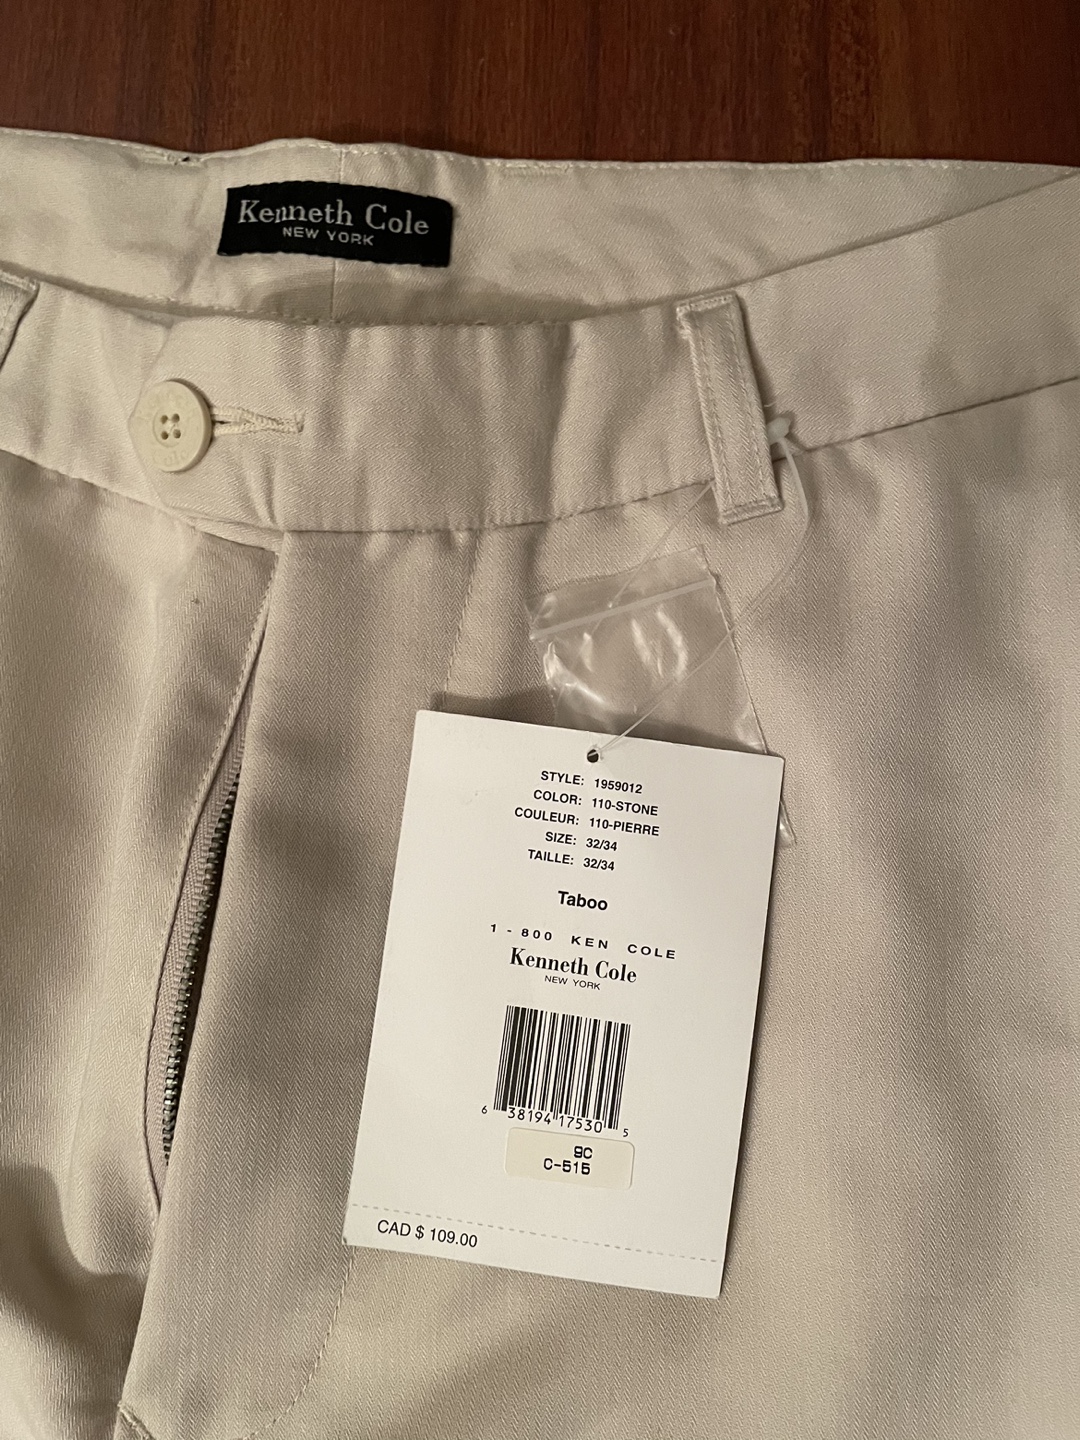 Kenneth Cole
NEW YORK
STYLE: 1959012
COLOR: 110-STONE
COULEUR: 110-PIERRE
SIZE: 32/34
TAILLE: 32/34
Taboo
1 - 800 KEN COLE
Kenneth Cole
NEW YORK
6 38194 17530 5
9C
C-515
CAD $ 109.00